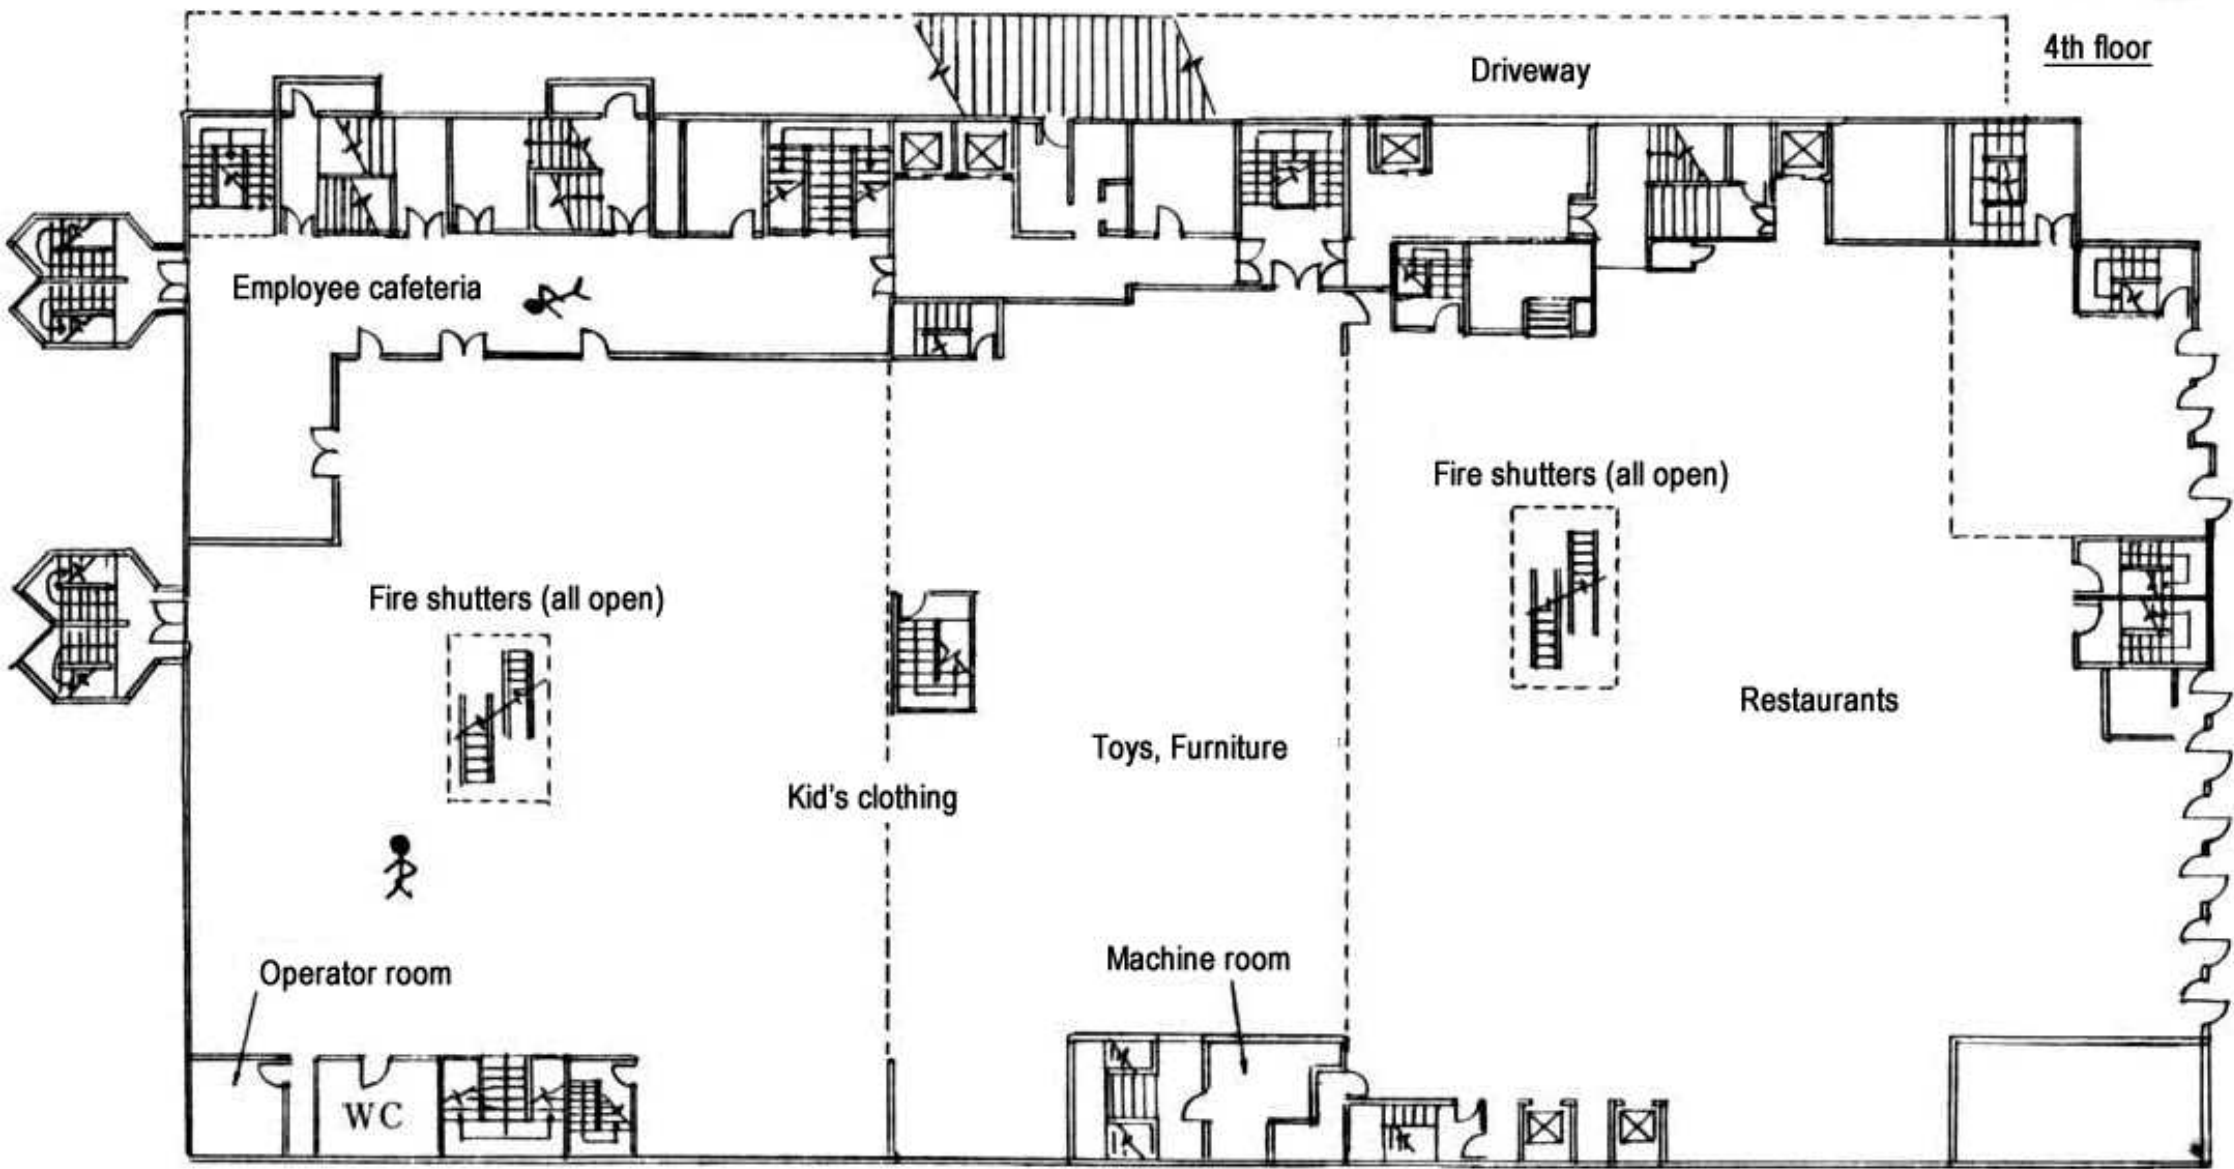 4th floor
Driveway
Employee cafeteria
Fire shutters (all open)
Fire shutters (all open)
Restaurants
Toys, Furniture
Kid's clothing
Operator room
Machine room
WC